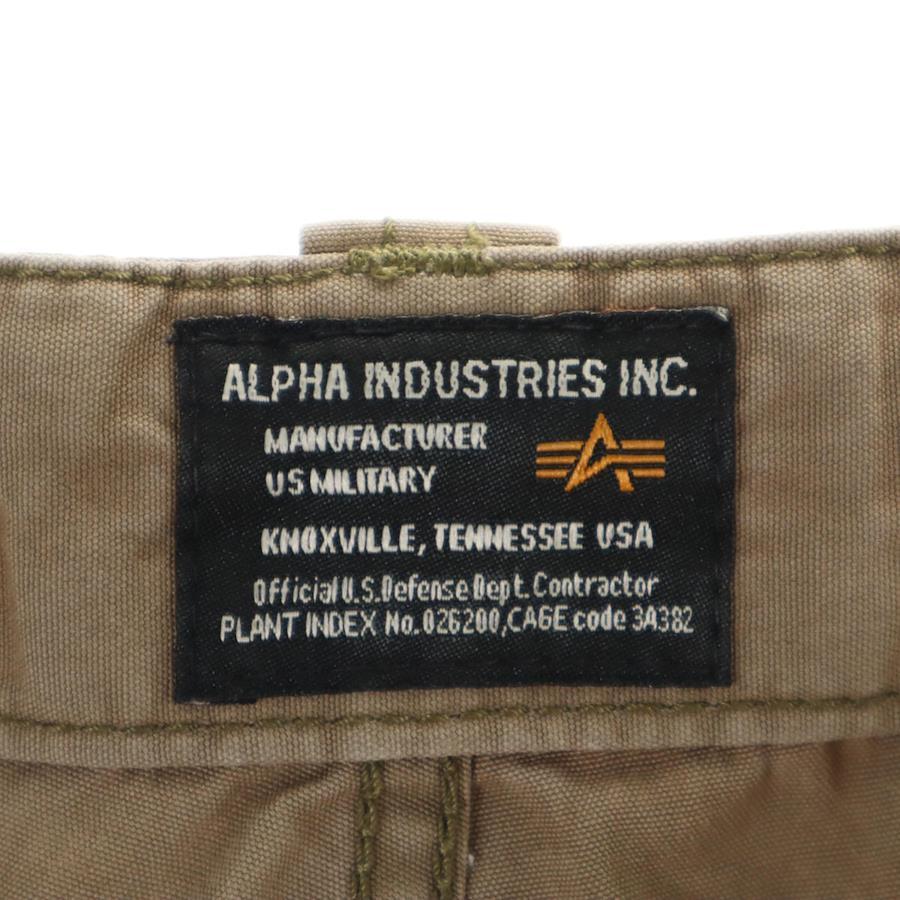 ALPHA INDUSTRIES INC.
MANUFACTURER
US MILITARY
KNOXVILLE, TENNESSEE USA
Official U.S. Defense Dept. Contractor
PLANT INDEX No. 026200, CAGE code 3A382